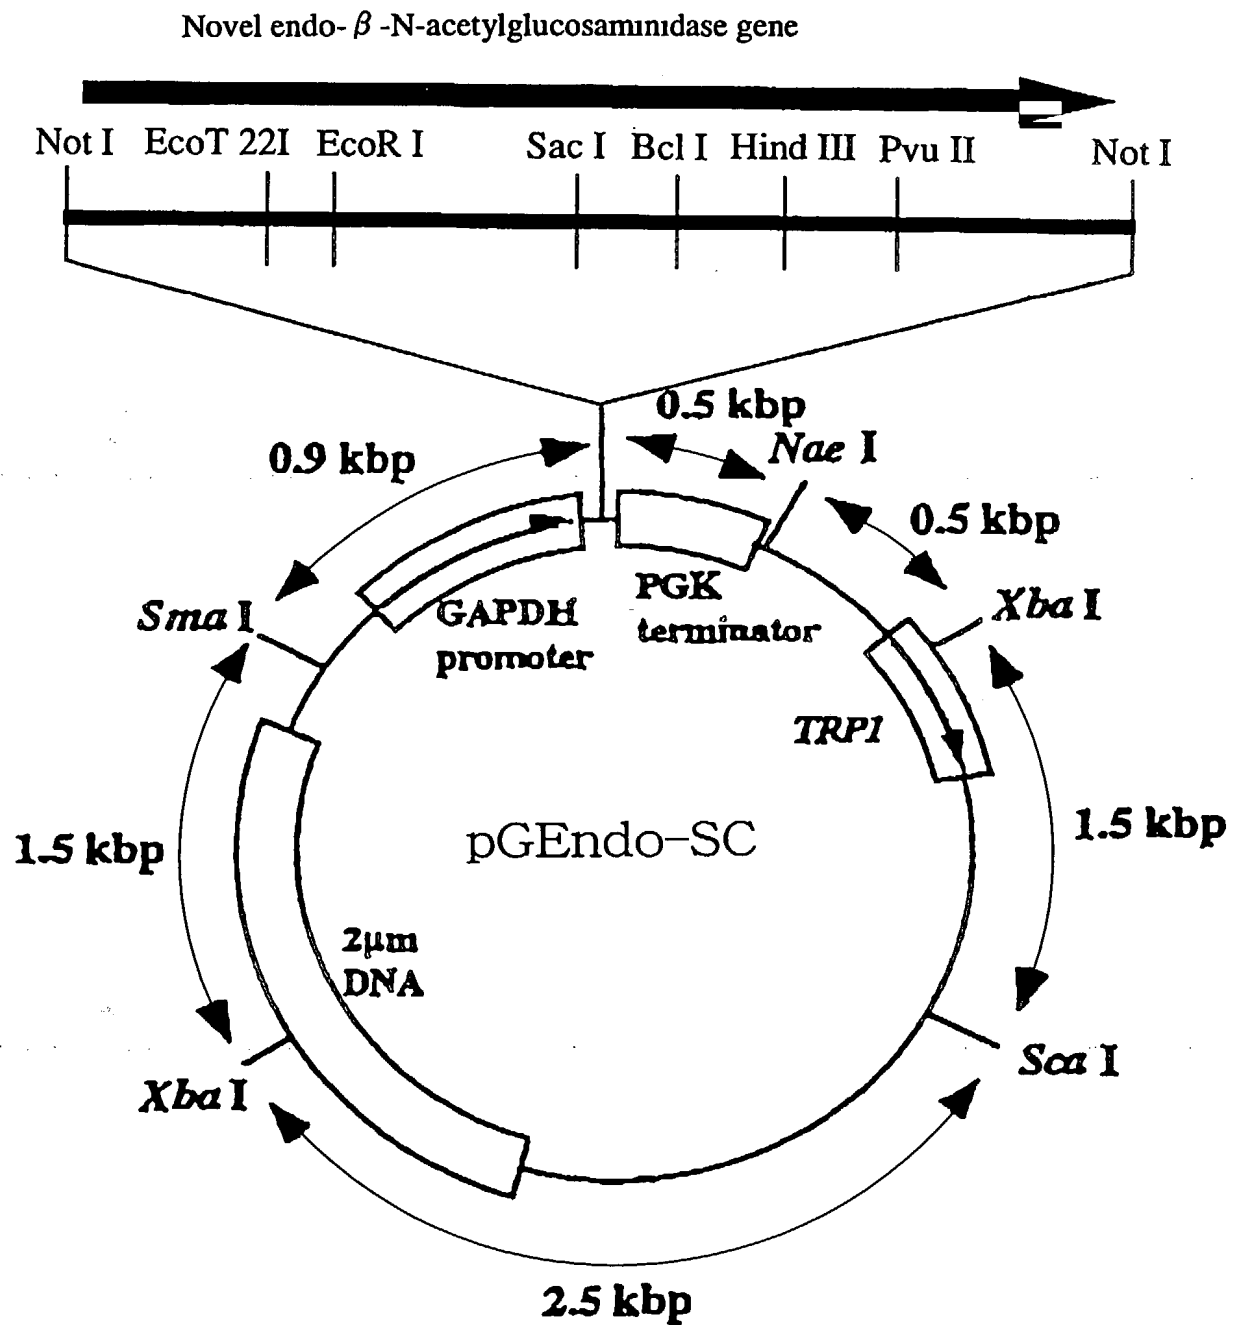 Novel endo- β -N-acetylglucosaminidase gene
Not I EcoT 22I EcoR I Sac I Bcl I Hind III Pvu II Not I
0.5 kbp
0.9 kbp
Nae I
0.5 kbp
Sma I
GAPDH
promoter
PGK
terminator
Xba I
TRP1
1.5 kbp
pGEndo-SC
1.5 kbp
2μm
DNA
Xba I
Sca I
2.5 kbp